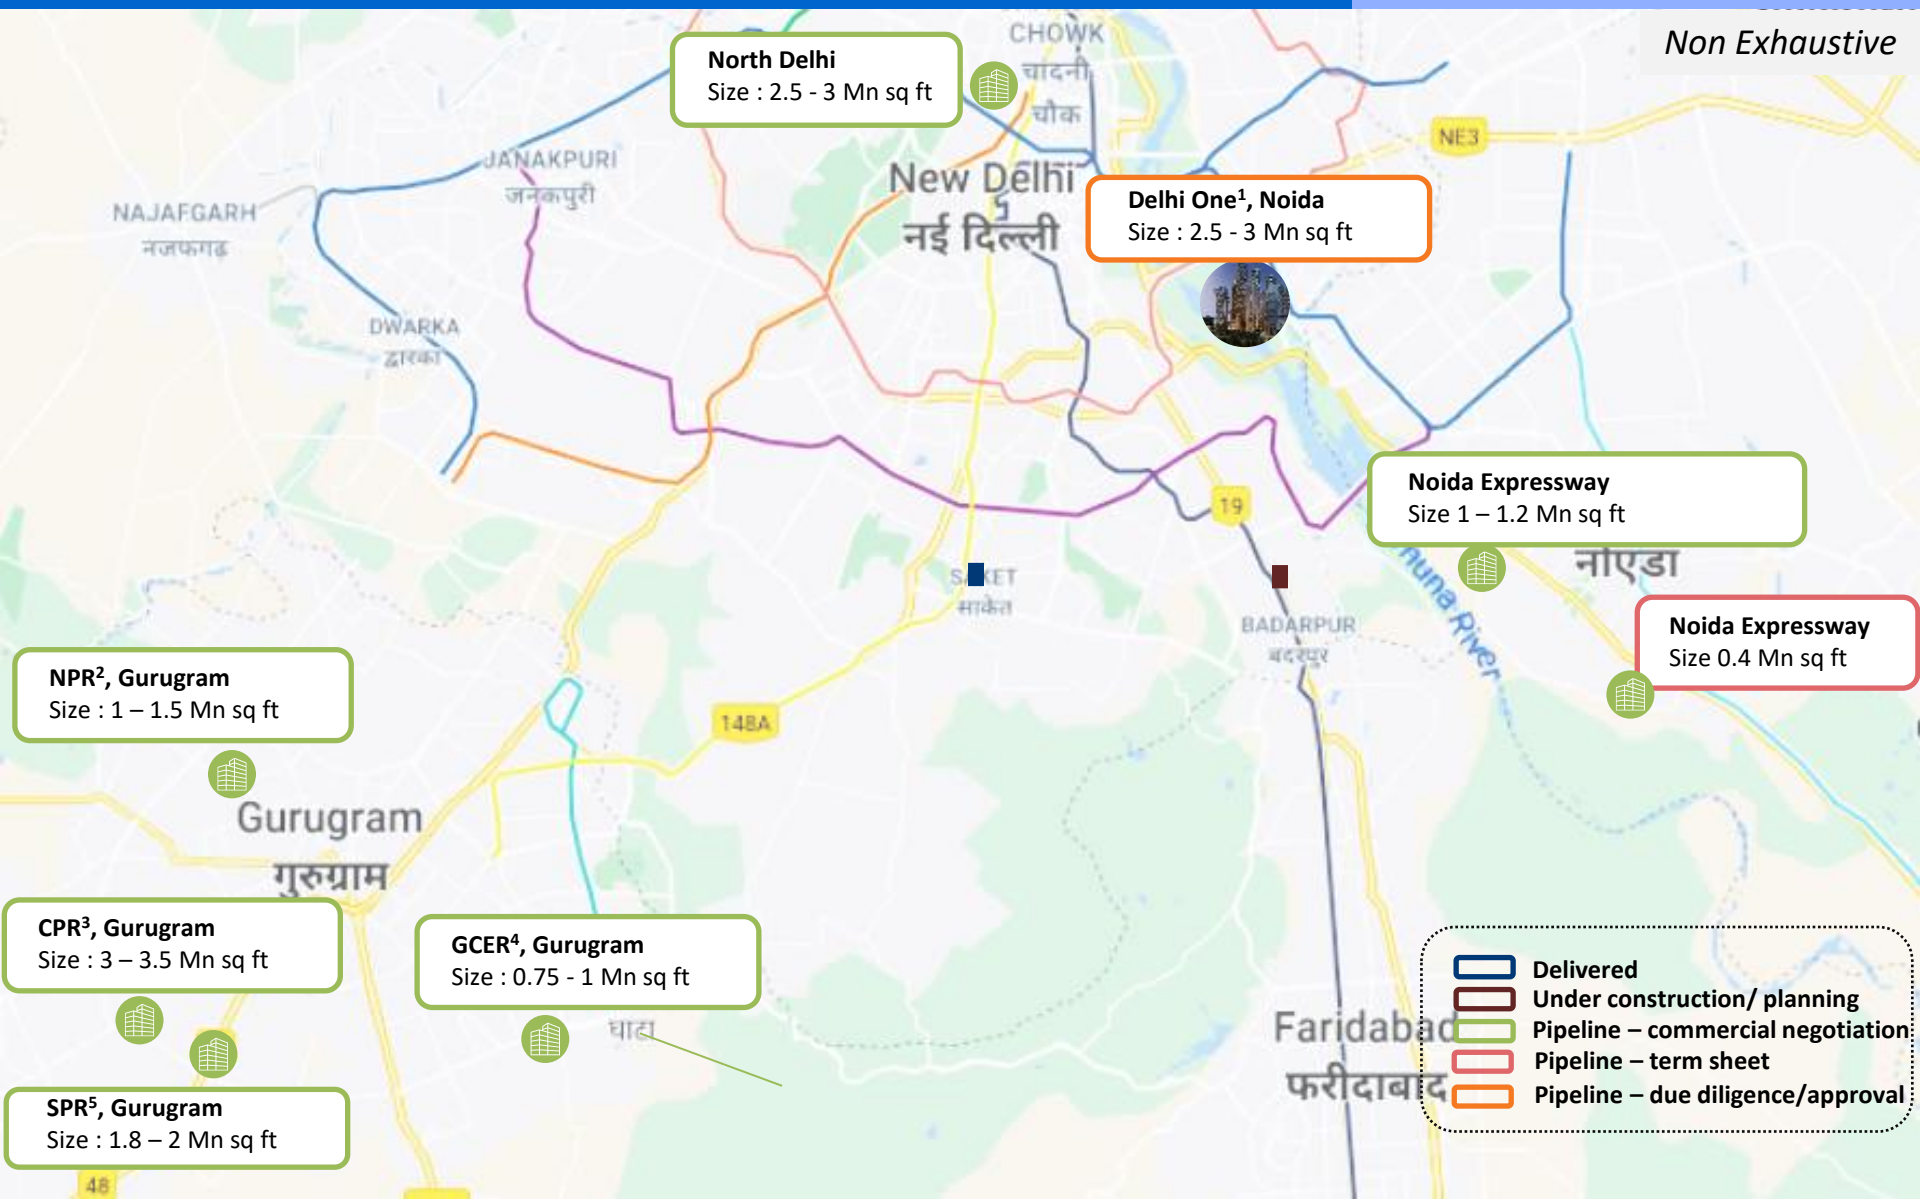 Non Exhaustive
CHOWK
चांदनी
चौक
North Delhi
Size : 2.5 - 3 Mn sq ft
NE3
JANAKPURI
जनकपुरी
New Delhi
नई दिल्ली
NAJAFGARH
नजफगढ़
Delhi One1, Noida
Size : 2.5 - 3 Mn sq ft
DWARKA
द्वारका
Noida Expressway
Size 1 – 1.2 Mn sq ft
19
नोएडा
SAKET
साकेत
BADARPUR
बदरपुर
muna River
Noida Expressway
Size 0.4 Mn sq ft
NPR2, Gurugram
Size : 1 – 1.5 Mn sq ft
148A
Gurugram
गुरुग्राम
CPR3, Gurugram
Size : 3 – 3.5 Mn sq ft
GCER4, Gurugram
Size : 0.75 - 1 Mn sq ft
घाटा
Faridabad
फरीदाबाद
Delivered
Under construction/ planning
Pipeline – commercial negotiation
Pipeline – term sheet
Pipeline – due diligence/approval
SPR5, Gurugram
Size : 1.8 – 2 Mn sq ft
48